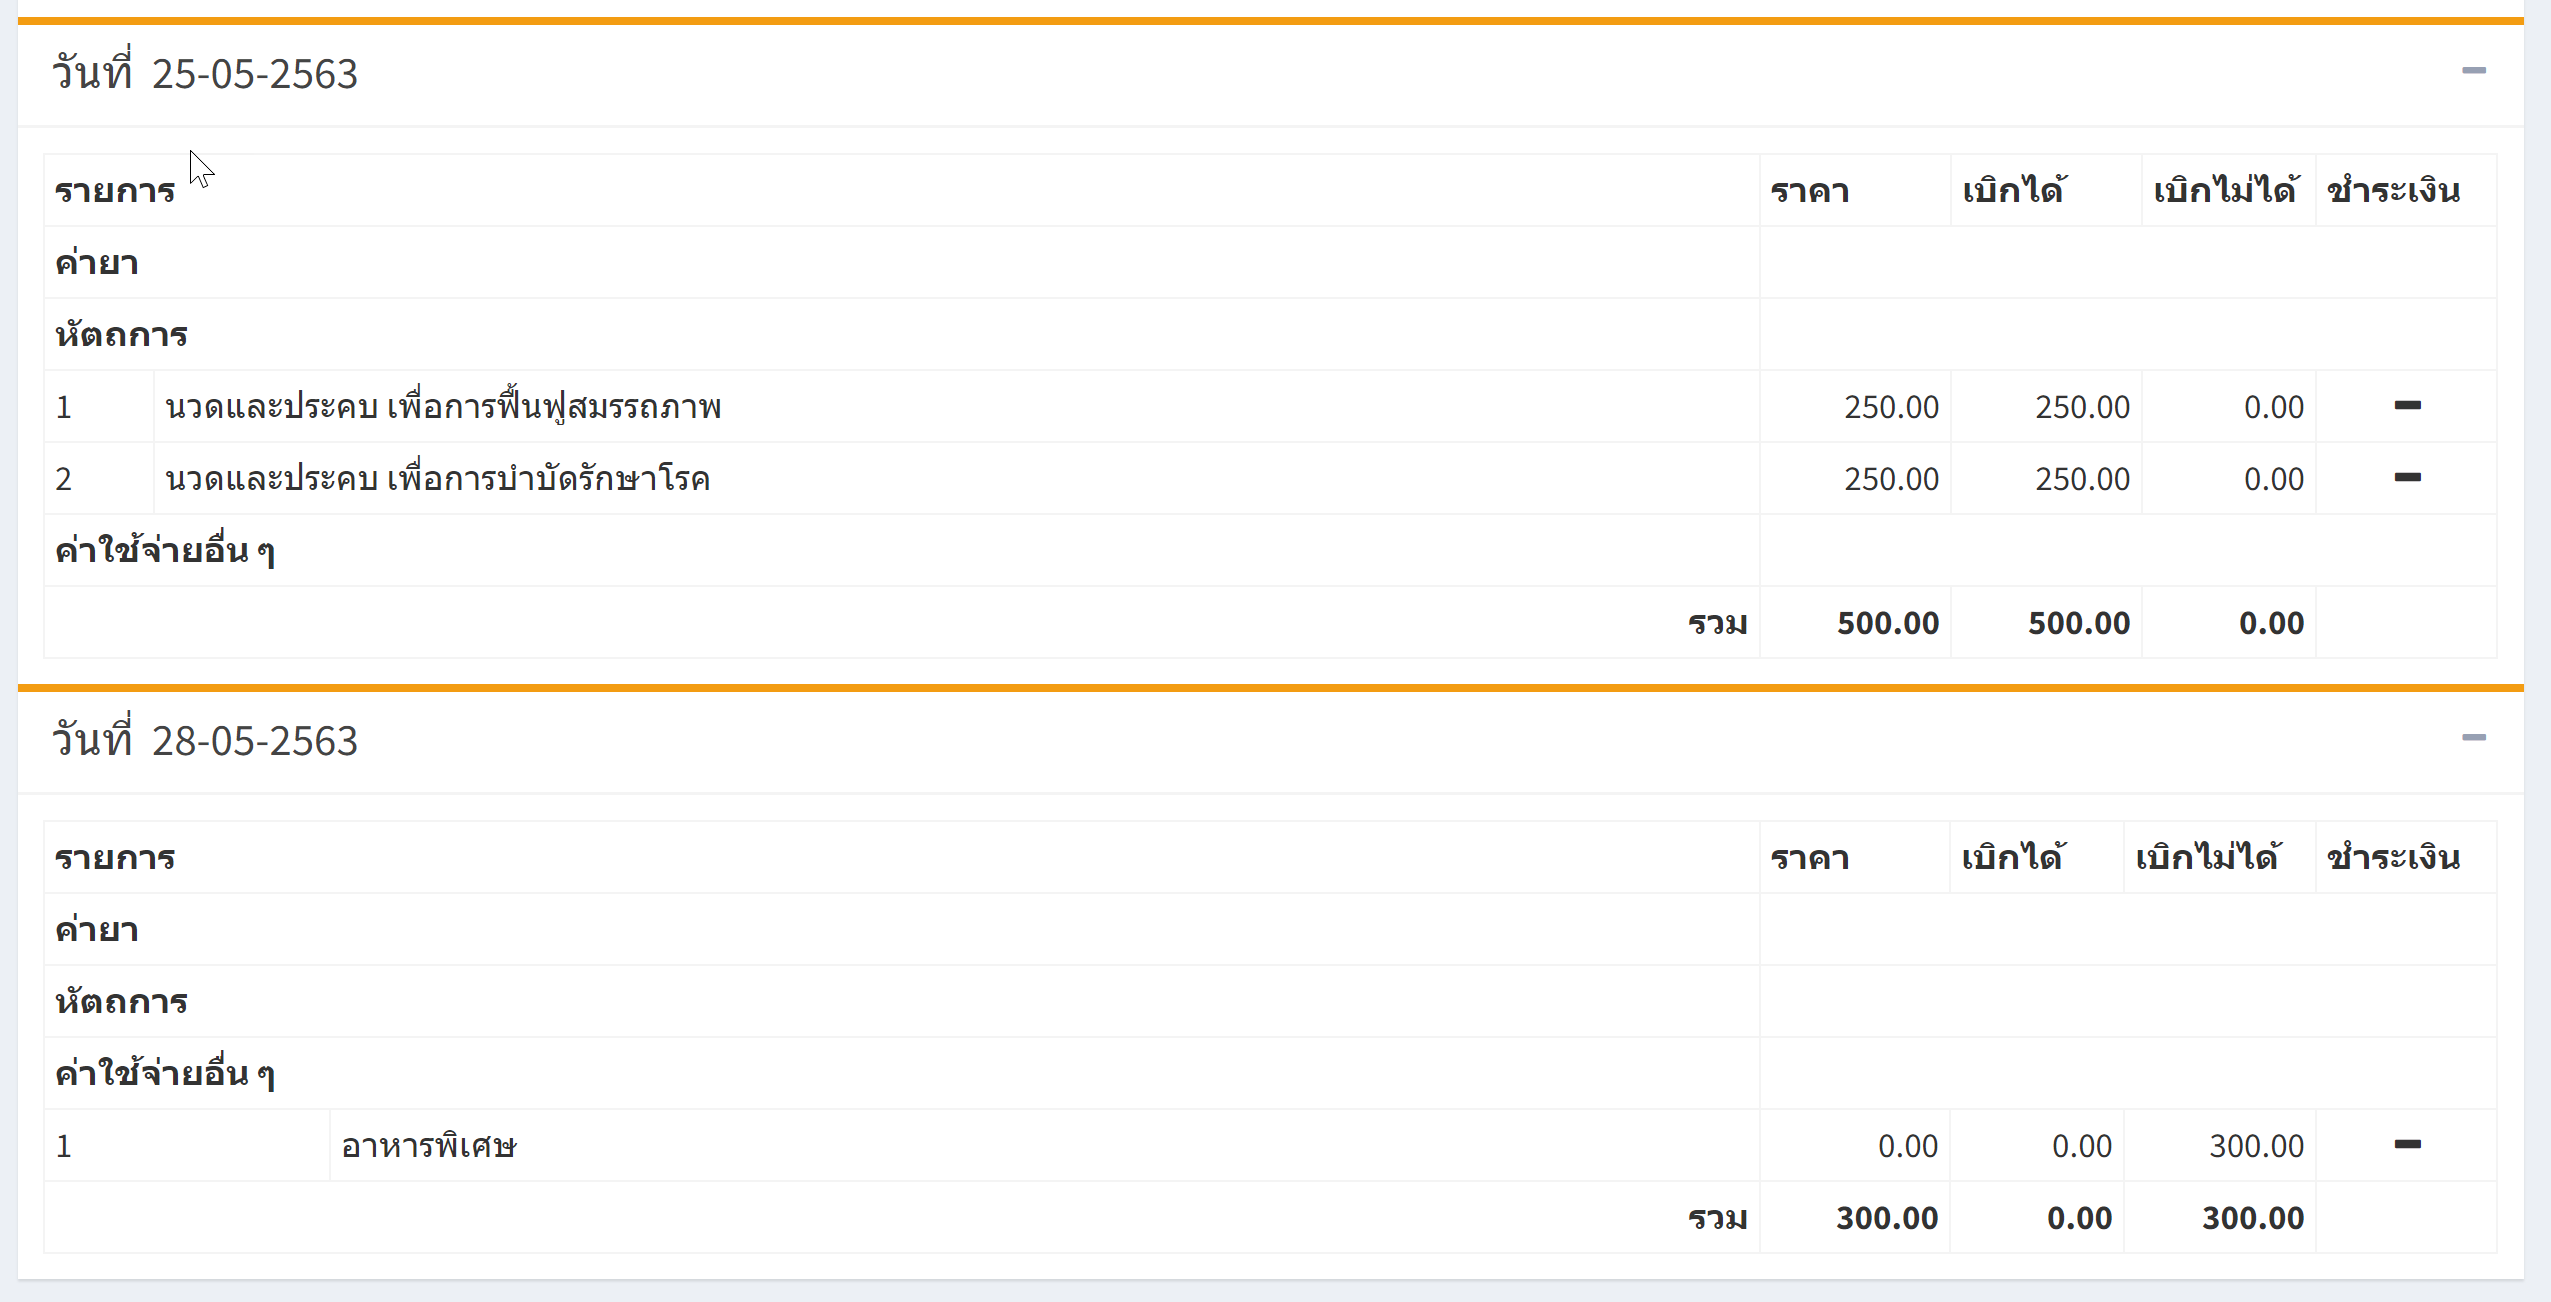 วันที่ 25-05-2563
รายการ ราคา เบิกได้ เบิกไม่ได้ ชำระเงิน
ค่ายา
หัตถการ
1 นวดและประคบ เพื่อการฟื้นฟูสมรรถภาพ 250.00 250.00 0.00
2 นวดและประคบ เพื่อการบำบัดรักษาโรค 250.00 250.00 0.00
ค่าใช้จ่ายอื่น ๆ
รวม 500.00 500.00 0.00
วันที่ 28-05-2563
รายการ ราคา เบิกได้ เบิกไม่ได้ ชำระเงิน
ค่ายา
หัตถการ
ค่าใช้จ่ายอื่น ๆ
1 อาหารพิเศษ 0.00 0.00 300.00
รวม 300.00 0.00 300.00